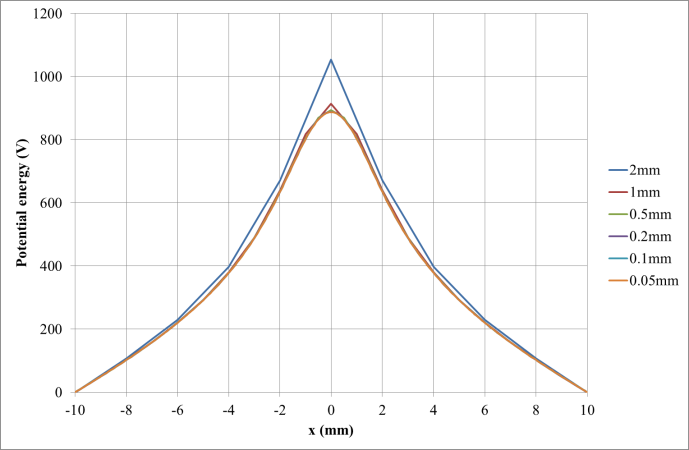 1200
1000
800
600
400
200
0
Potential energy (V)
-10 -8 -6 -4 -2 0 2 4 6 8 10
x (mm)
2mm
1mm
0.5mm
0.2mm
0.1mm
0.05mm